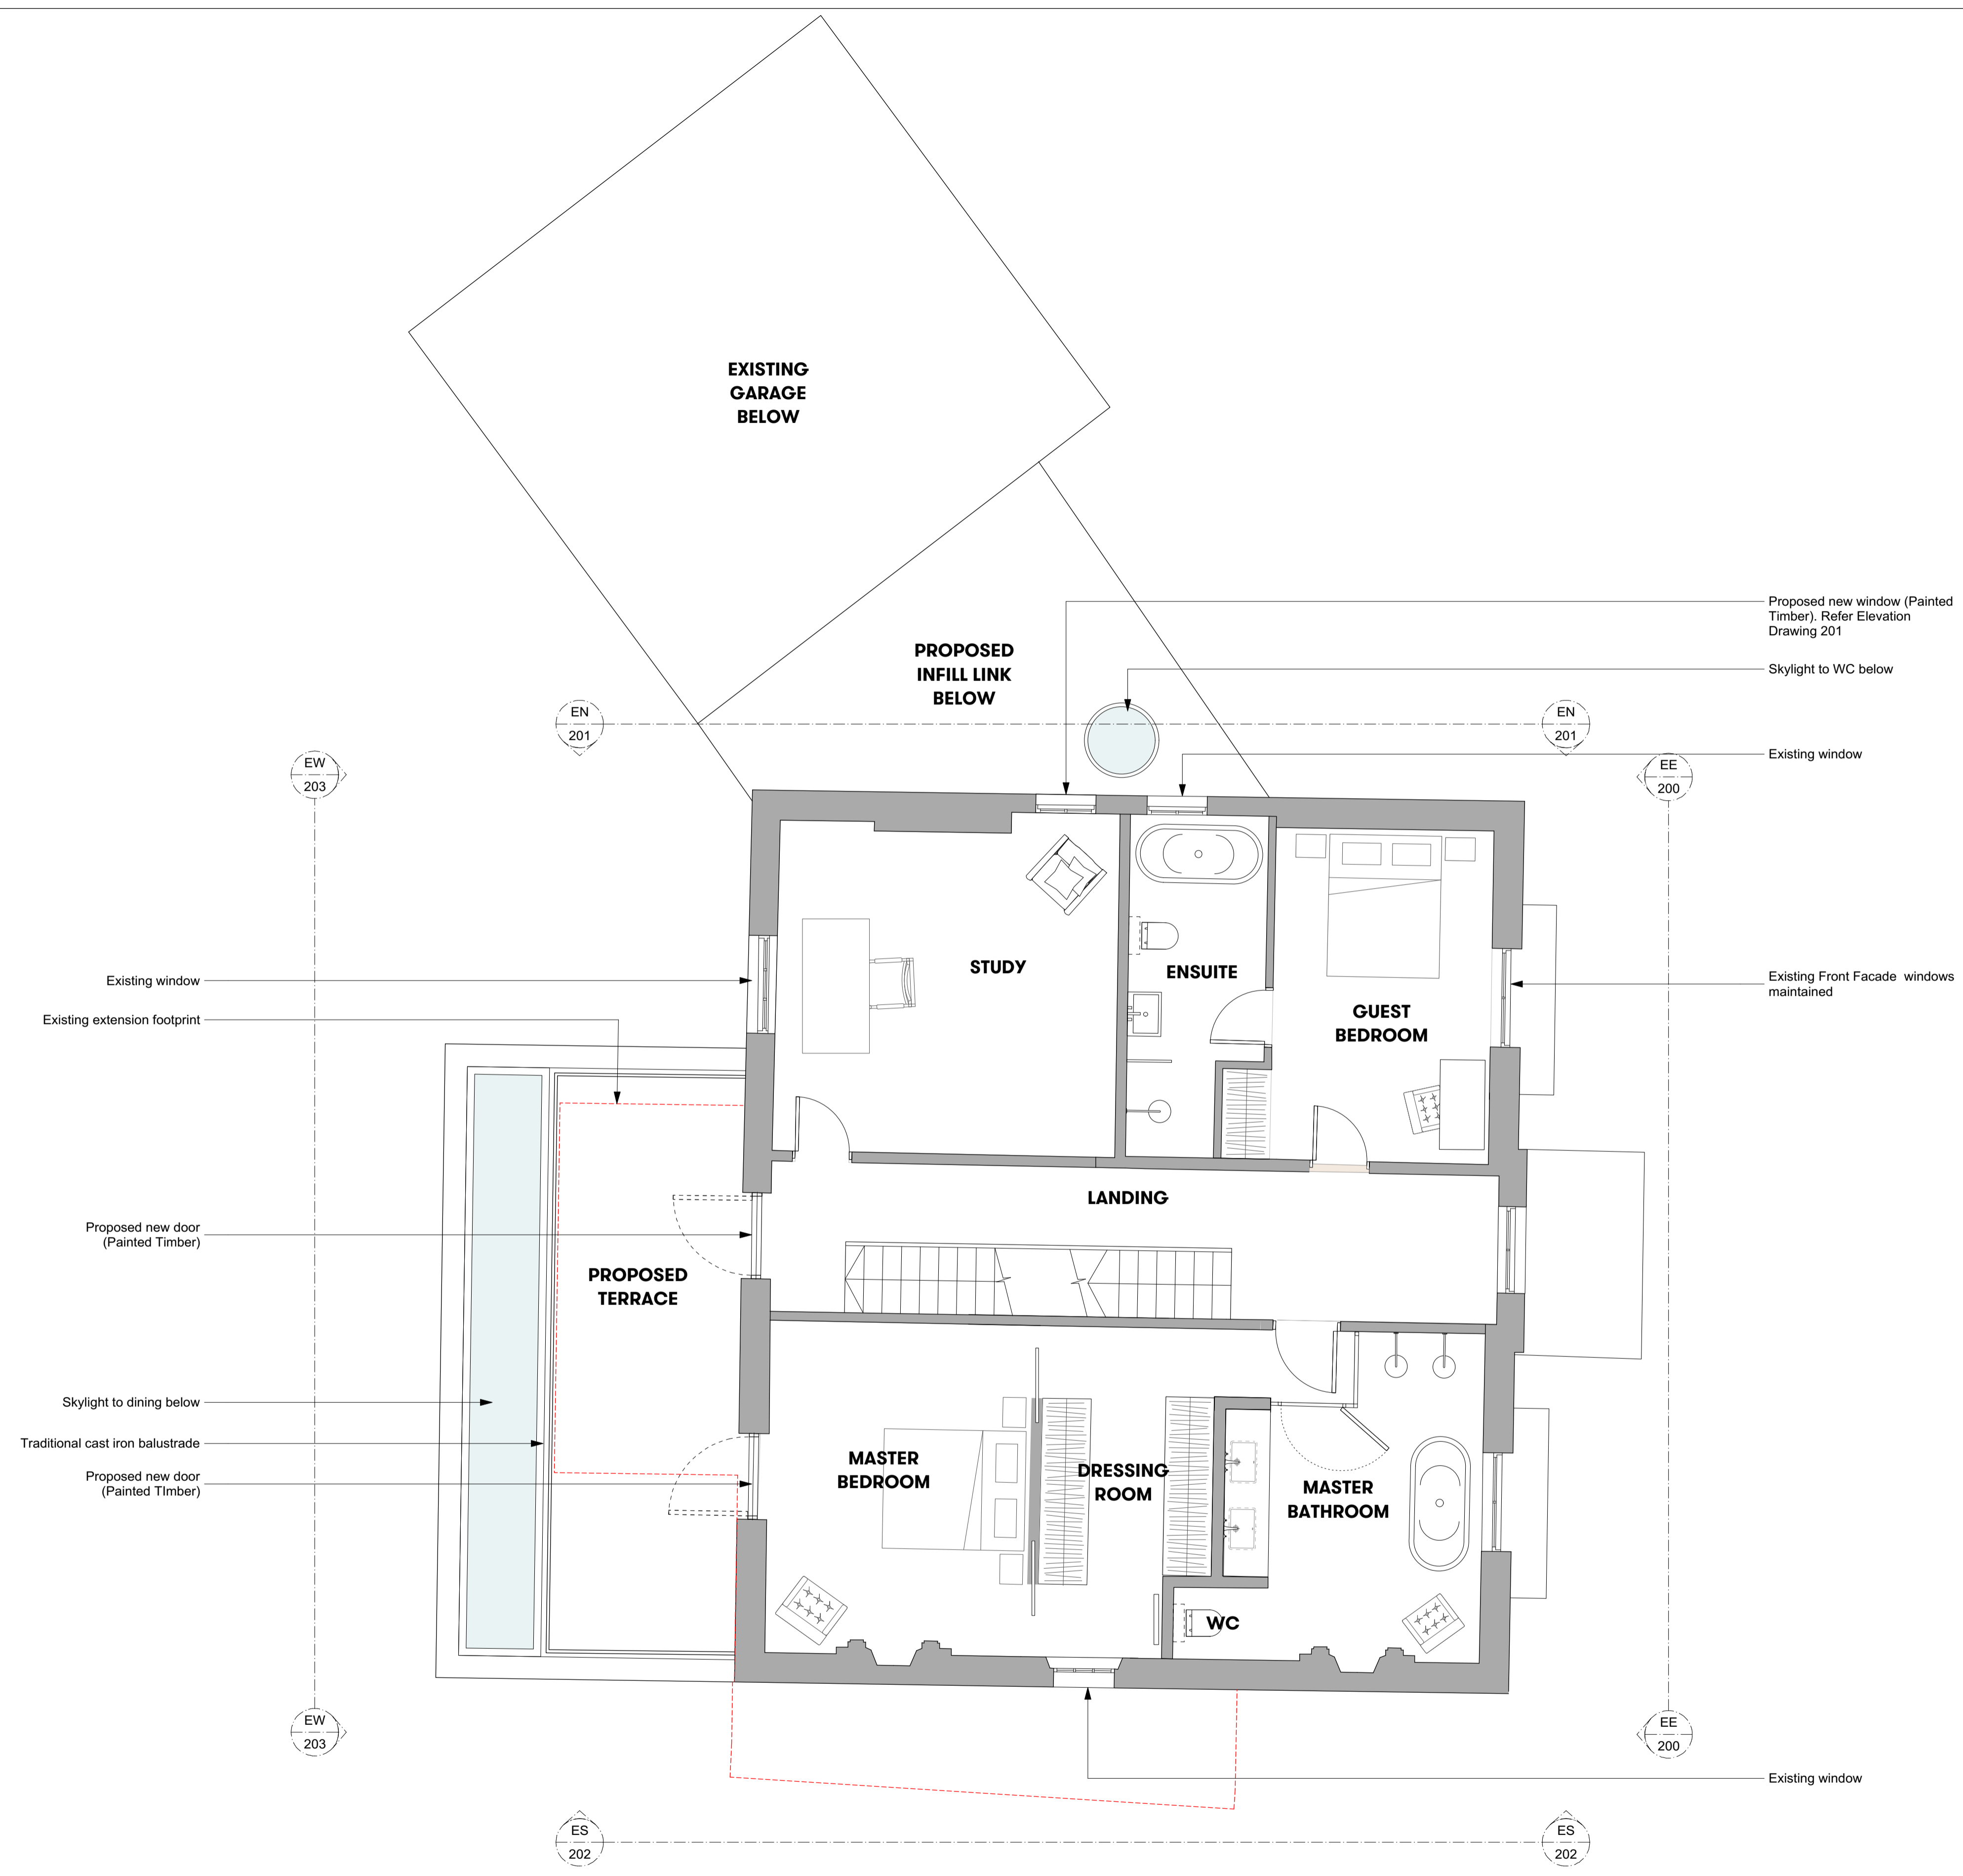 EXISTING
GARAGE
BELOW
Proposed new window (Painted
Timber). Refer Elevation
Drawing 201
PROPOSED
INFILL LINK
BELOW
Skylight to WC below
EN
201
EN
201
Existing window
EW
203
EE
200
STUDY
ENSUITE
Existing window
Existing Front Facade  windows
maintained
GUEST
BEDROOM
Existing extension footprint
LANDING
Proposed new door
(Painted Timber)
PROPOSED
TERRACE
Skylight to dining below
Traditional cast iron balustrade
Proposed new door
(Painted TImber)
MASTER
BEDROOM
DRESSING
ROOM
MASTER
BATHROOM
WC
EW
203
EE
200
Existing window
ES
202
ES
202